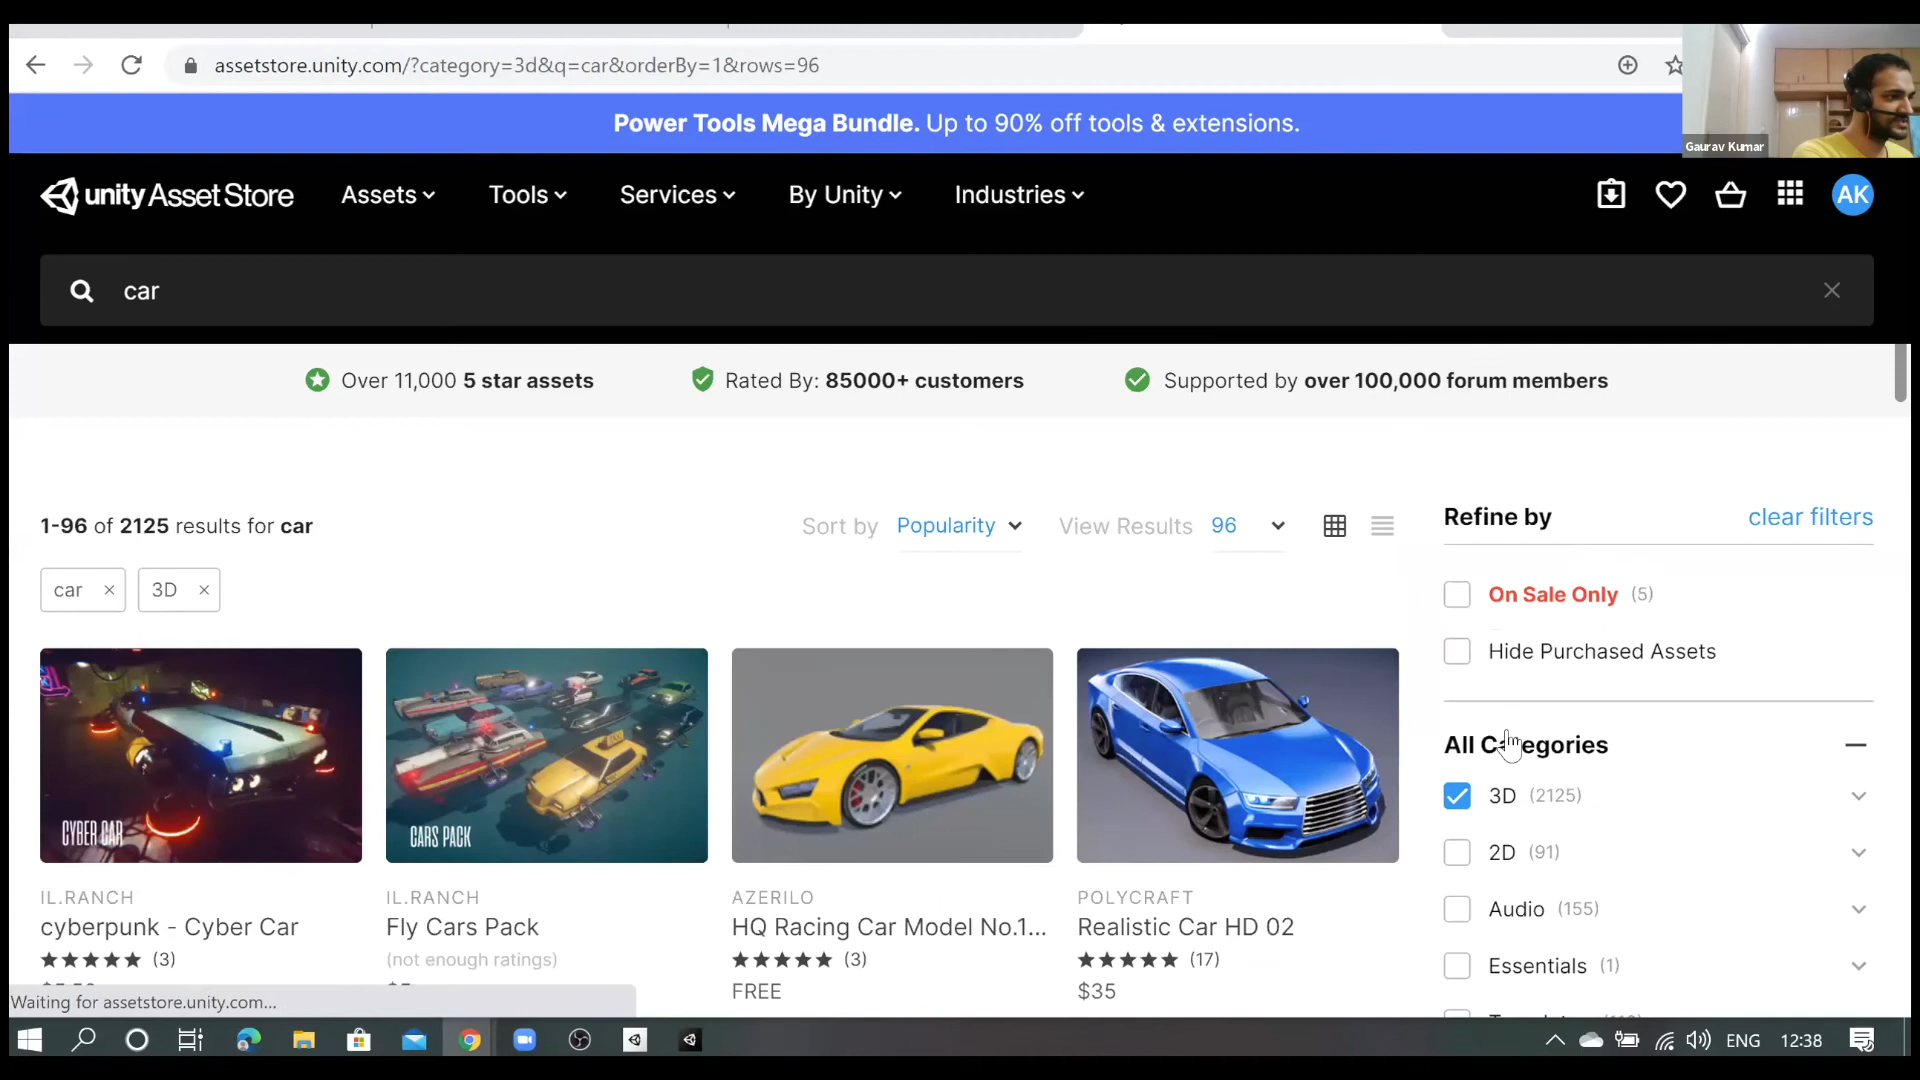 assetstore.unity.com/?category=3d&q=car&orderBy=1&rows=96
Power Tools Mega Bundle. Up to 90% off tools & extensions.
Gaurav Kumar
unity Asset Store
Assets
Tools
Services
By Unity
Industries
AK
car
Over 11,000 5 star assets
Rated By: 85000+ customers
Supported by over 100,000 forum members
1-96 of 2125 results for car
Sort by Popularity
View Results 96
Refine by
clear filters
car ×
3D ×
On Sale Only (5)
Hide Purchased Assets
All Categories
3D (2125)
2D (91)
Audio (155)
Essentials (1)
CYBER CAR
CARS PACK
IL.RANCH
cyberpunk - Cyber Car
(3)
IL.RANCH
Fly Cars Pack
(not enough ratings)
AZERILO
HQ Racing Car Model No.1...
(3)
FREE
POLYCRAFT
Realistic Car HD 02
(17)
$35
Waiting for assetstore.unity.com...
ENG
12:38